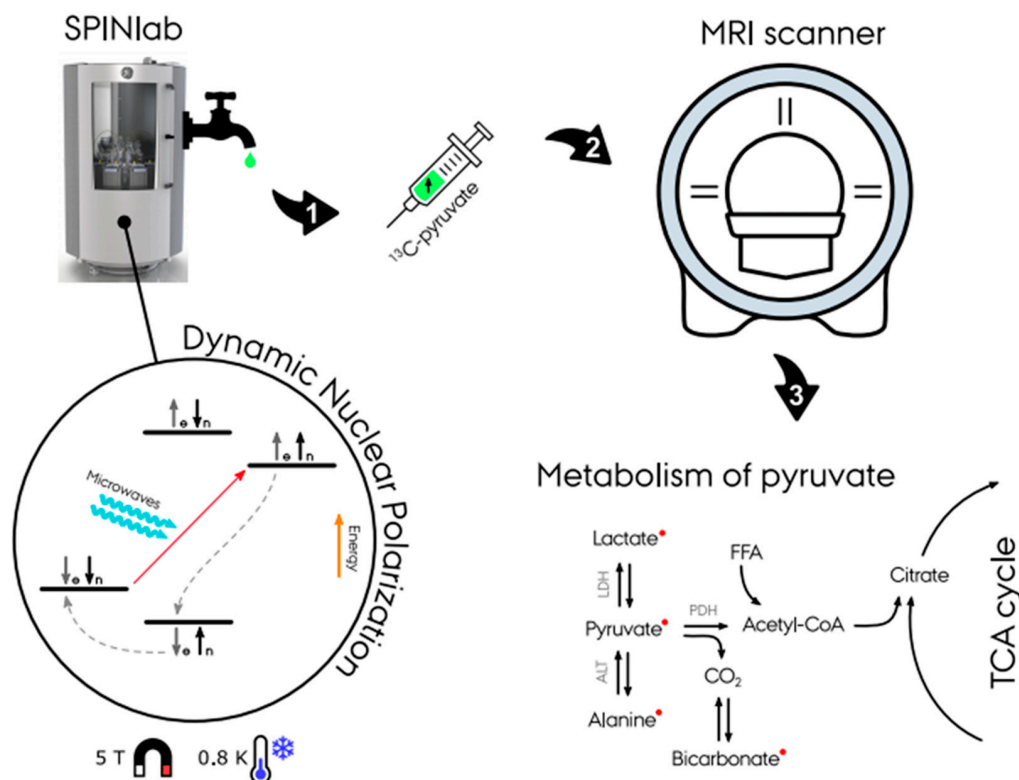 SPINlab
MRI scanner
1
2
¹³C-pyruvate
3
Dynamic Nuclear Polarization
e n
e n
Microwaves
Energy
e n
e n
5 T
0.8 K
Metabolism of pyruvate
Lactate
FFA
LDH
Citrate
PDH
Pyruvate
Acetyl-CoA
ALT
CO₂
Alanine
Bicarbonate
TCA cycle